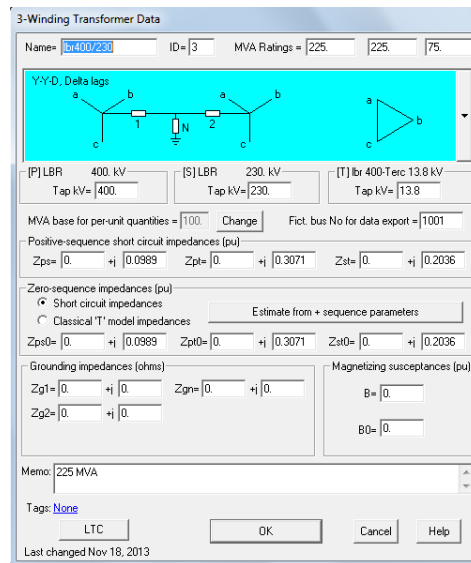 3-Winding Transformer Data
Name= lbr400/230 ID= 3 MVA Ratings = 225. 225. 75.
Y-Y-D, Delta lags
a b a b a
1 N 2 b
c c c
[P] LBR 400. kV [S] LBR 230. kV [T] lbr 400-Terc 13.8 kV
Tap kV= 400. Tap kV= 230. Tap kV= 13.8
MVA base for per-unit quantities = 100. Change Fict. bus No for data export = 1001
Positive-sequence short circuit impedances (pu)
Zps= 0. +j 0.0989 Zpt= 0. +j 0.3071 Zst= 0. +j 0.2036
Zero-sequence impedances (pu)
Short circuit impedances
Classical 'T' model impedances
Estimate from + sequence parameters
Zps0= 0. +j 0.0989 Zpt0= 0. +j 0.3071 Zst0= 0. +j 0.2036
Grounding impedances (ohms)
Zg1= 0. +j 0. Zgn= 0. +j 0.
Zg2= 0. +j 0.
Magnetizing susceptances (pu)
B= 0.
B0= 0.
Memo: 225 MVA
Tags: None
LTC OK Cancel Help
Last changed Nov 18, 2013